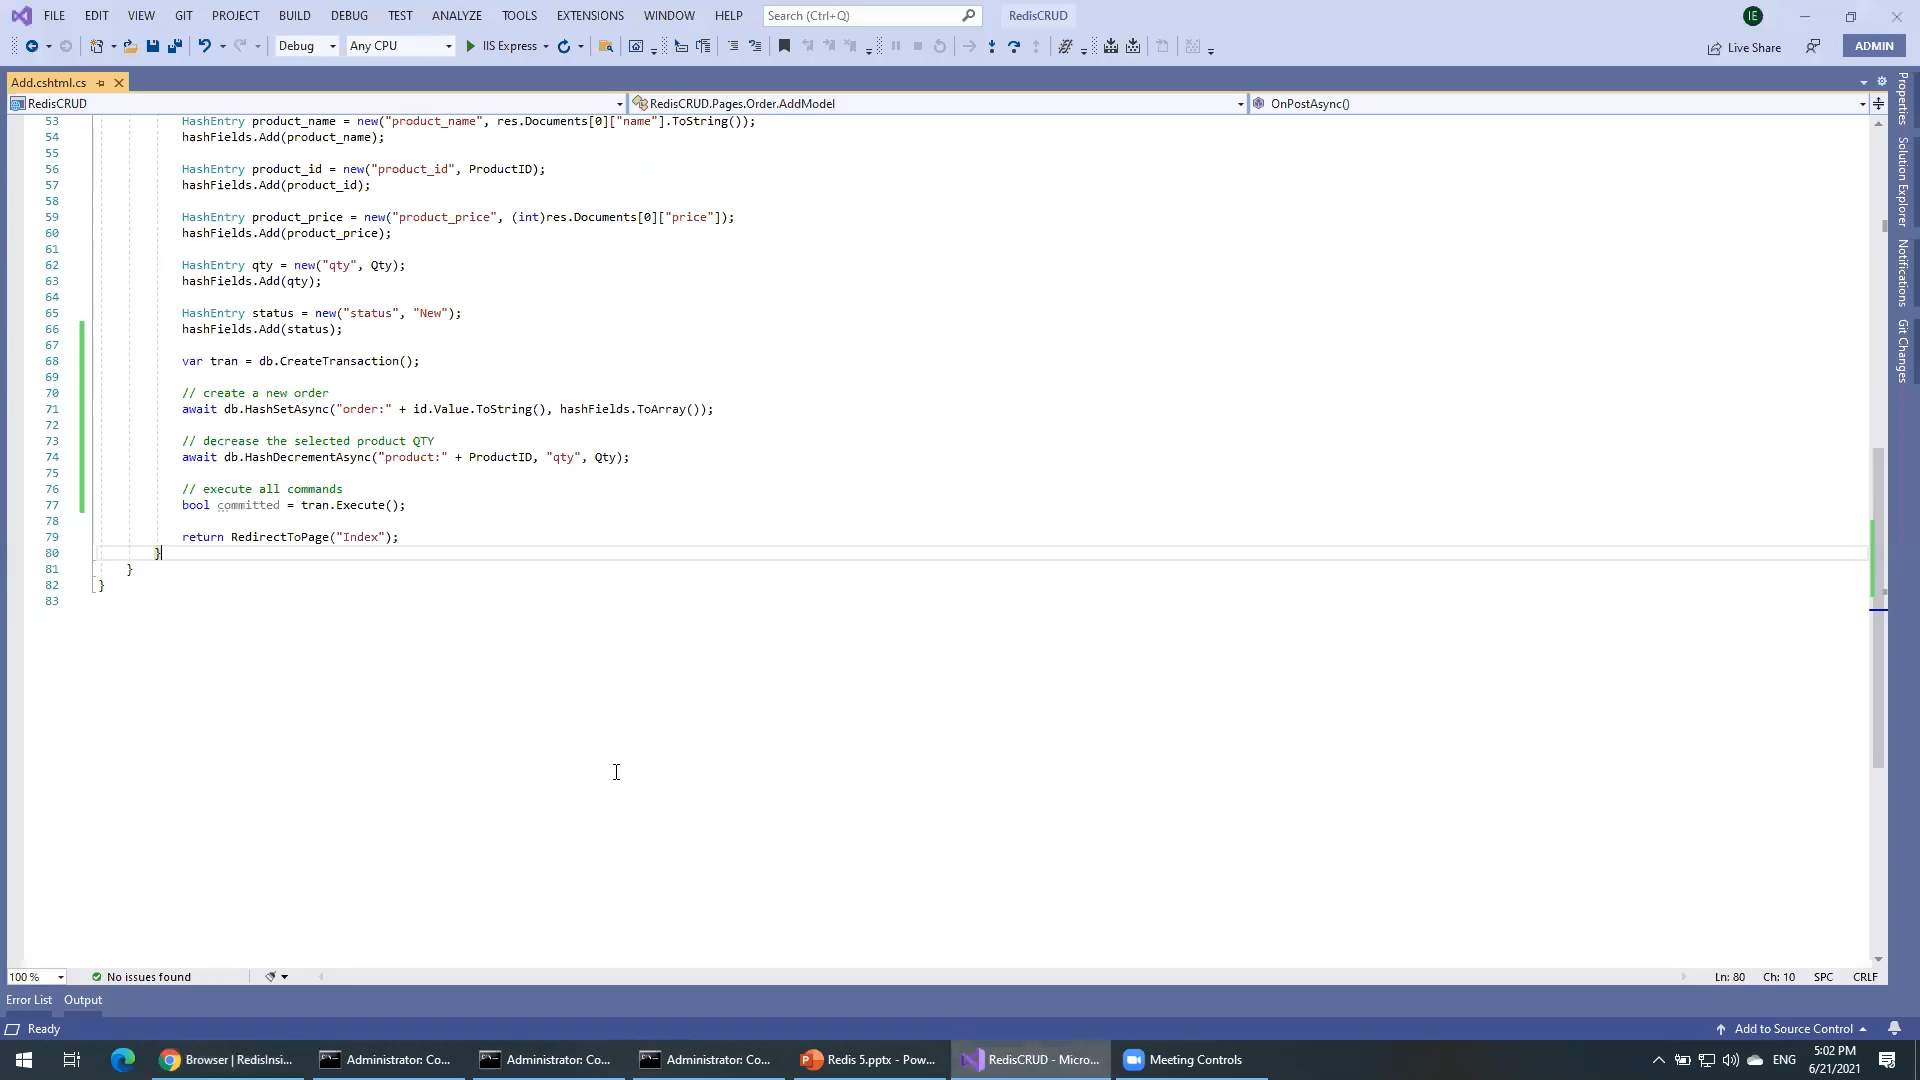 FILE EDIT VIEW GIT PROJECT BUILD DEBUG TEST ANALYZE TOOLS EXTENSIONS WINDOW HELP Search (Ctrl+Q) RedisCRUD IE
Debug Any CPU IIS Express Live Share ADMIN
Add.cshtml.cs
RedisCRUD RedisCRUD.Pages.Order.AddModel OnPostAsync()
53 HashEntry product_name = new("product_name", res.Documents[0]["name"].ToString());
54 hashFields.Add(product_name);
55
56 HashEntry product_id = new("product_id", ProductID);
57 hashFields.Add(product_id);
58
59 HashEntry product_price = new("product_price", (int)res.Documents[0]["price"]);
60 hashFields.Add(product_price);
61
62 HashEntry qty = new("qty", Qty);
63 hashFields.Add(qty);
64
65 HashEntry status = new("status", "New");
66 hashFields.Add(status);
67
68 var tran = db.CreateTransaction();
69
70 // create a new order
71 await db.HashSetAsync("order:" + id.Value.ToString(), hashFields.ToArray());
72
73 // decrease the selected product QTY
74 await db.HashDecrementAsync("product:" + ProductID, "qty", Qty);
75
76 // execute all commands
77 bool committed = tran.Execute();
78
79 return RedirectToPage("Index");
80 }
81 }
82 }
83
Properties
Solution Explorer
Notifications
Git Changes
100 % No issues found Ln: 80 Ch: 10 SPC CRLF
Error List Output
Ready Add to Source Control
Browser | RedisInsi... Administrator: Co... Administrator: Co... Administrator: Co... Redis 5.pptx - Pow... RedisCRUD - Micro... Meeting Controls ENG 5:02 PM
6/21/2021